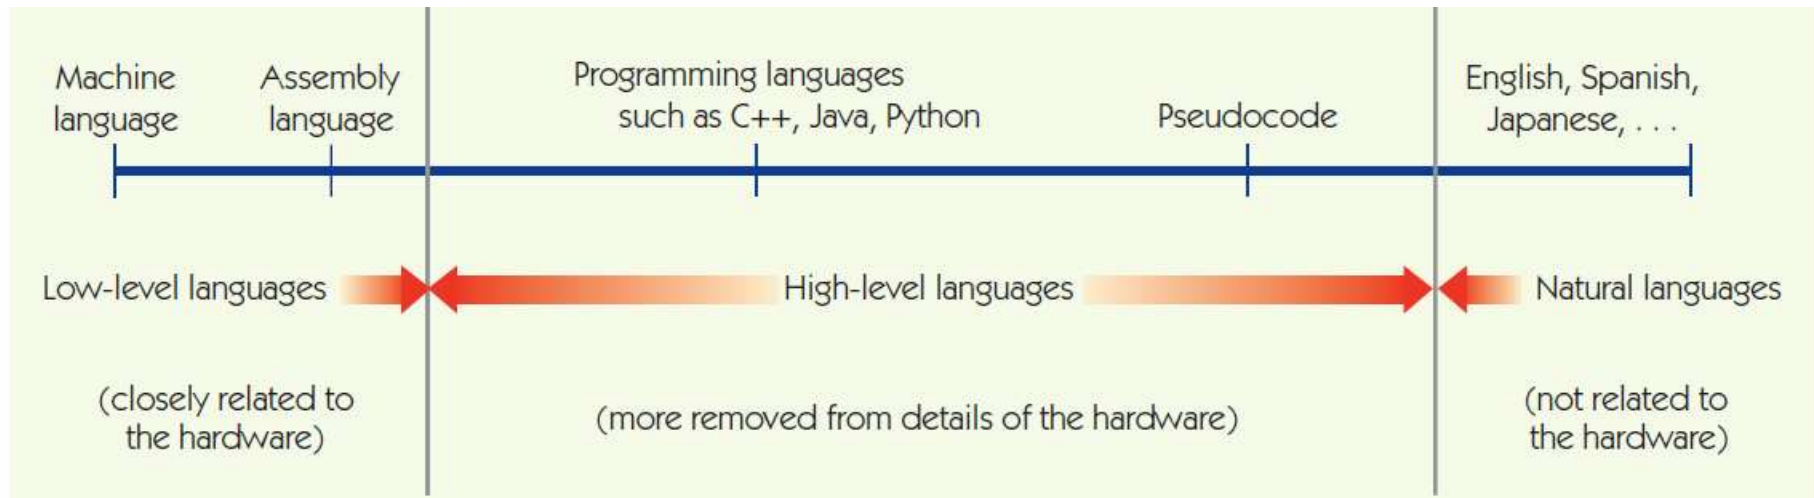 Machine
language
Assembly
language
Programming languages
such as C++, Java, Python
Pseudocode
English, Spanish,
Japanese, . . .
Low-level languages
High-level languages
Natural languages
(closely related to
the hardware)
(more removed from details of the hardware)
(not related to
the hardware)